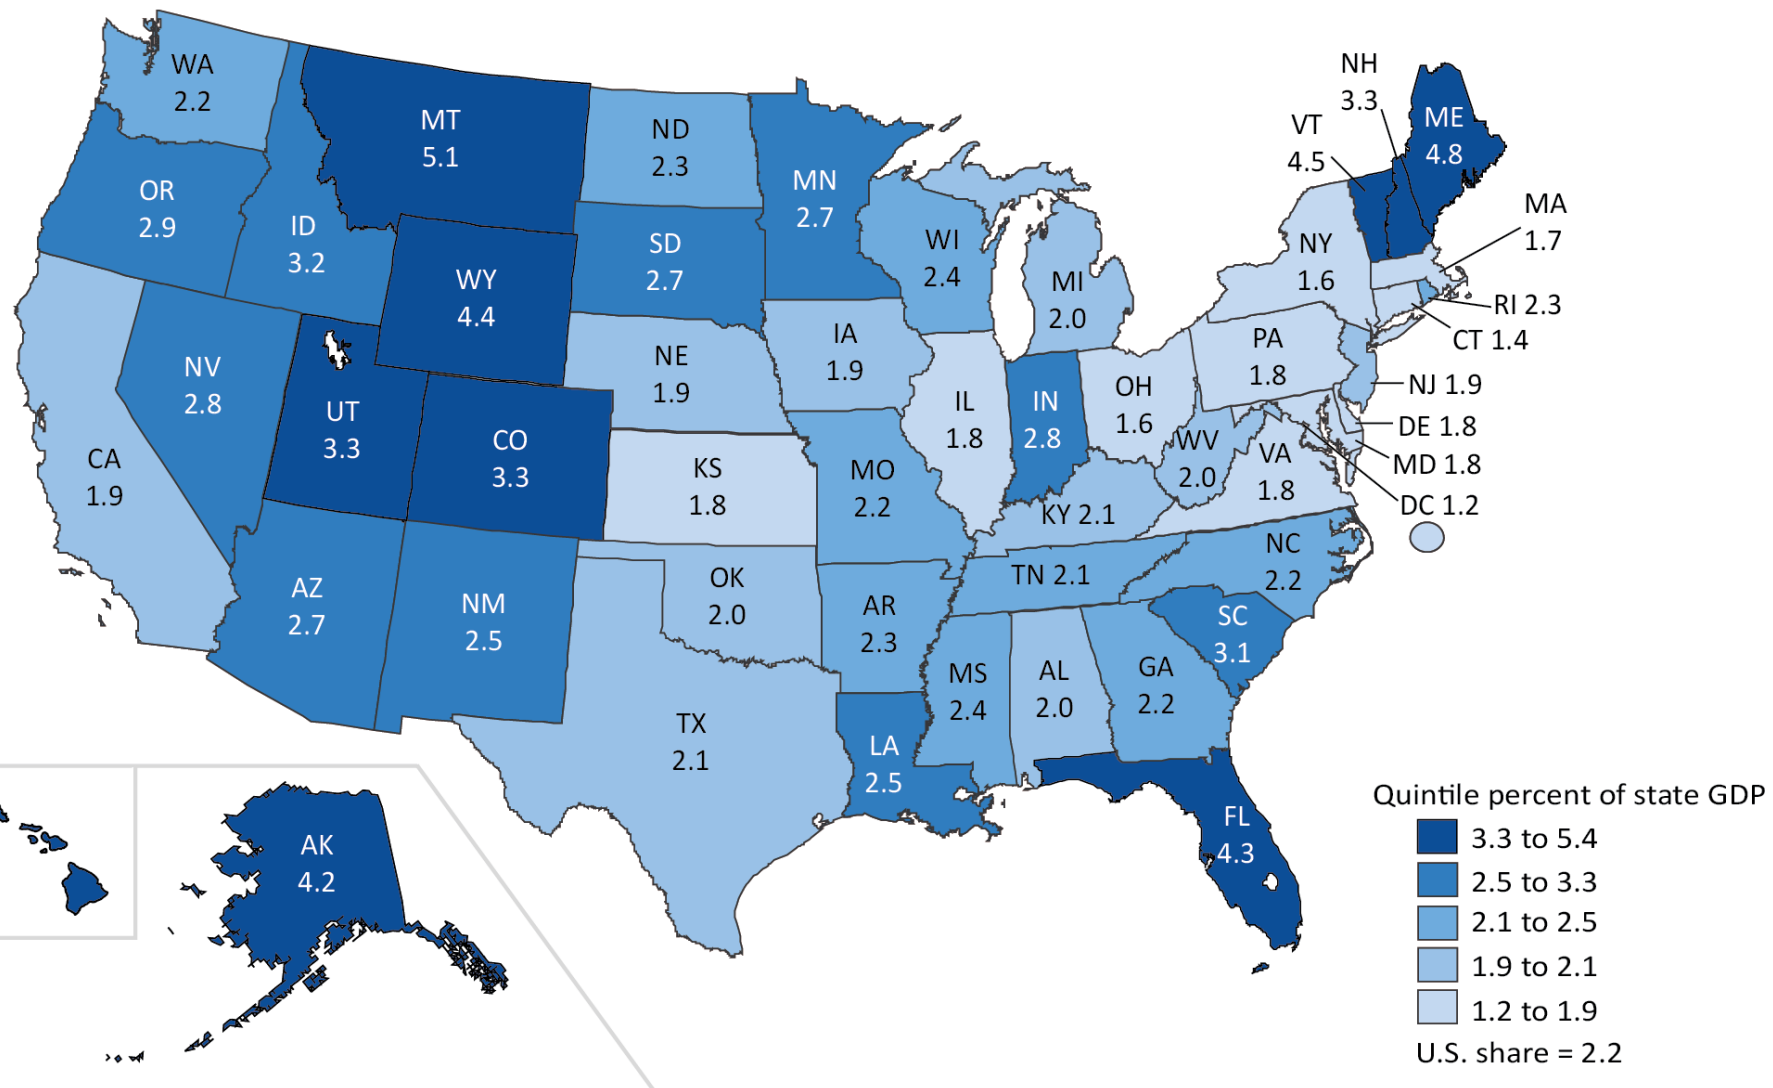 WA
2.2
MT
5.1
ND
2.3
MN
2.7
OR
2.9
ID
3.2
WY
4.4
SD
2.7
WI
2.4
MI
2.0
NH
3.3
VT
4.5
ME
4.8
MA
1.7
NY
1.6
RI 2.3
CT 1.4
PA
1.8
NJ 1.9
DE 1.8
MD 1.8
DC 1.2
NV
2.8
UT
3.3
CO
3.3
NE
1.9
IA
1.9
IL
1.8
IN
2.8
OH
1.6
WV
2.0
VA
1.8
CA
1.9
KS
1.8
MO
2.2
KY 2.1
AZ
2.7
NM
2.5
OK
2.0
AR
2.3
TN 2.1
NC
2.2
SC
3.1
TX
2.1
LA
2.5
MS
2.4
AL
2.0
GA
2.2
FL
4.3
AK
4.2
Quintile percent of state GDP
3.3 to 5.4
2.5 to 3.3
2.1 to 2.5
1.9 to 2.1
1.2 to 1.9
U.S. share = 2.2